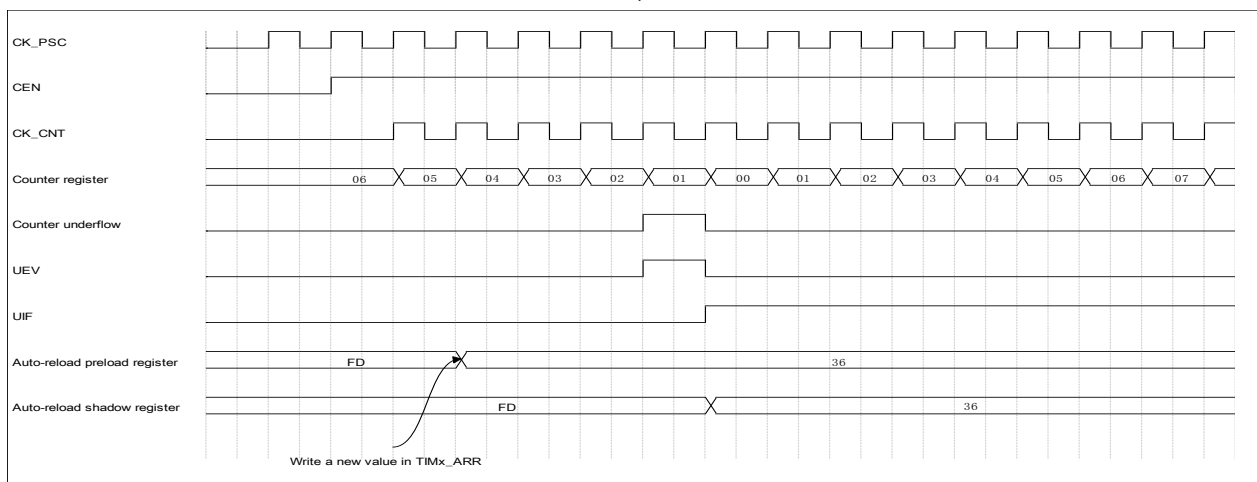 CK_PSC
CEN
CK_CNT
Counter register 06 05 04 03 02 01 00 01 02 03 04 05 06 07
Counter underflow
UEV
UIF
Auto-reload preload register FD 36
Auto-reload shadow register FD 36
Write a new value in TIMx_ARR